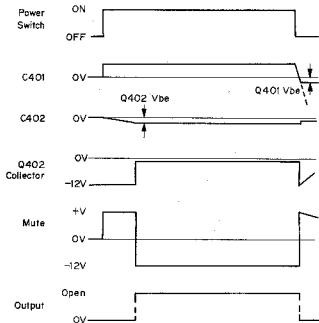 Power Switch
ON
OFF
C401
0V
Q401 Vbe
Q402 Vbe
C402
0V
Q402 Collector
0V
-12V
Mute
+V
0V
-12V
Output
Open
0V